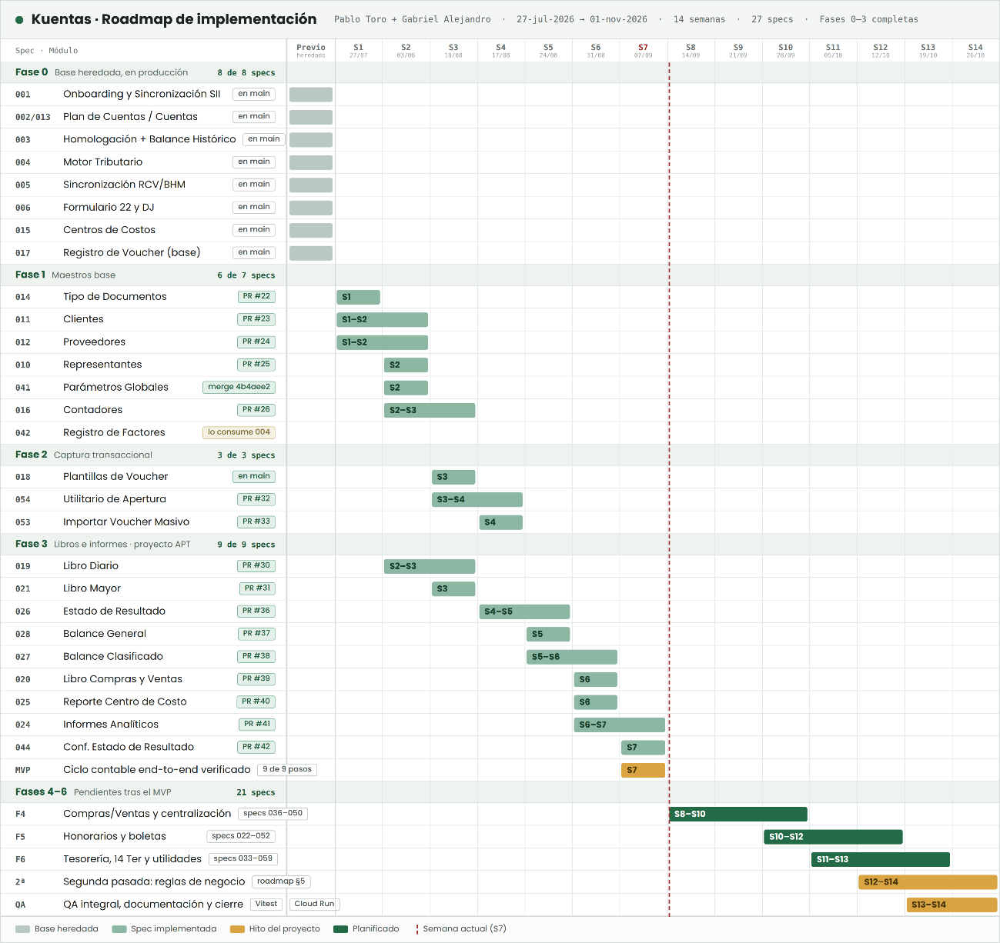 Kuentas · Roadmap de implementación Pablo Toro + Gabriel Alejandro · 27-jul-2026 → 01-nov-2026 · 14 semanas · 27 specs · Fases 0–3 completas
Spec · Módulo Previo S1 S2 S3 S4 S5 S6 S7 S8 S9 S10 S11 S12 S13 S14
heredado 27/07 03/08 10/08 17/08 24/08 31/08 07/09 14/09 21/09 28/09 05/10 12/10 19/10 26/10
Fase 0 Base heredada, en producción 8 de 8 specs
001 Onboarding y Sincronización SII en main
002/013 Plan de Cuentas / Cuentas en main
003 Homologación + Balance Histórico en main
004 Motor Tributario en main
005 Sincronización RCV/BHM en main
006 Formulario 22 y DJ en main
015 Centros de Costos en main
017 Registro de Voucher (base) en main
Fase 1 Maestros base 6 de 7 specs
014 Tipo de Documentos PR #22 S1
011 Clientes PR #23 S1–S2
012 Proveedores PR #24 S1–S2
010 Representantes PR #25 S2
041 Parámetros Globales merge 4b4aee2 S2
016 Contadores PR #26 S2–S3
042 Registro de Factores lo consume 004
Fase 2 Captura transaccional 3 de 3 specs
018 Plantillas de Voucher en main S3
054 Utilitario de Apertura PR #32 S3–S4
053 Importar Voucher Masivo PR #33 S4
Fase 3 Libros e informes · proyecto APT 9 de 9 specs
019 Libro Diario PR #30 S2–S3
021 Libro Mayor PR #31 S3
026 Estado de Resultado PR #36 S4–S5
028 Balance General PR #37 S5
027 Balance Clasificado PR #38 S5–S6
020 Libro Compras y Ventas PR #39 S6
025 Reporte Centro de Costo PR #40 S6
024 Informes Analíticos PR #41 S6–S7
044 Conf. Estado de Resultado PR #42 S7
MVP Ciclo contable end-to-end verificado 9 de 9 pasos S7
Fases 4–6 Pendientes tras el MVP 21 specs
F4 Compras/Ventas y centralización specs 036–050 S8–S10
F5 Honorarios y boletas specs 022–052 S10–S12
F6 Tesorería, 14 Ter y utilidades specs 033–059 S11–S13
2ª Segunda pasada: reglas de negocio roadmap §5 S12–S14
QA QA integral, documentación y cierre Vitest Cloud Run S13–S14
Base heredada Spec implementada Hito del proyecto Planificado Semana actual (S7)